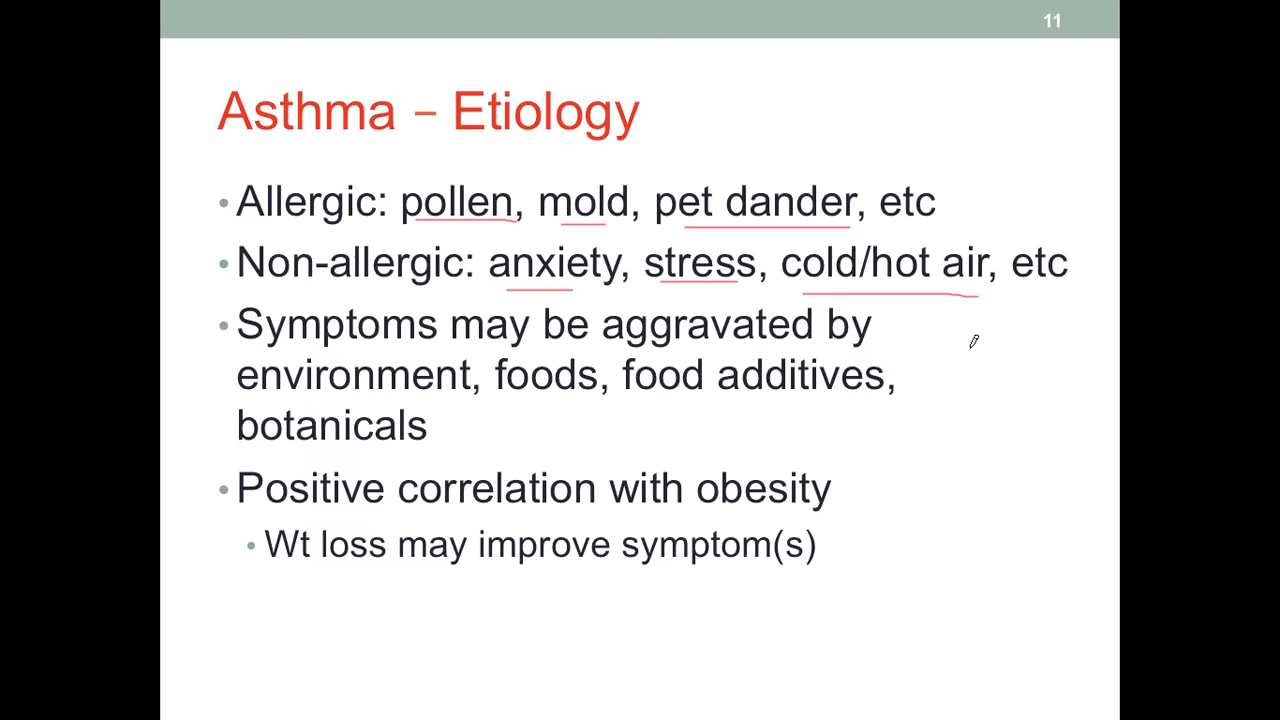 11
Asthma – Etiology
• Allergic: pollen, mold, pet dander, etc
• Non-allergic: anxiety, stress, cold/hot air, etc
• Symptoms may be aggravated by
environment, foods, food additives,
botanicals
• Positive correlation with obesity
• Wt loss may improve symptom(s)